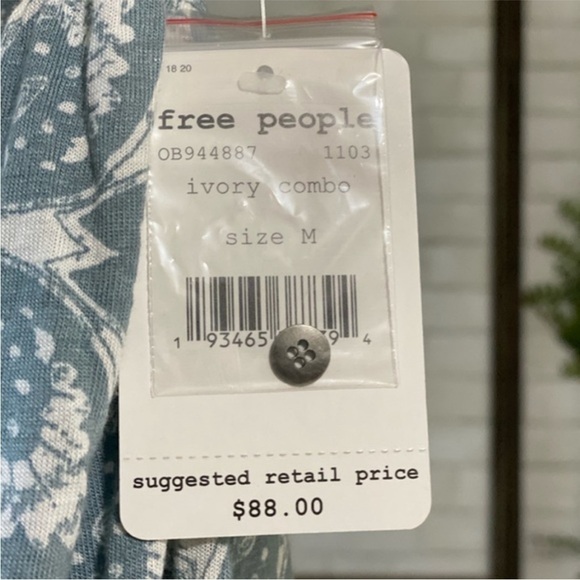 18 20
free people
OB944887 1103
ivory combo
size M
1 93465 9 4
suggested retail price
$88.00